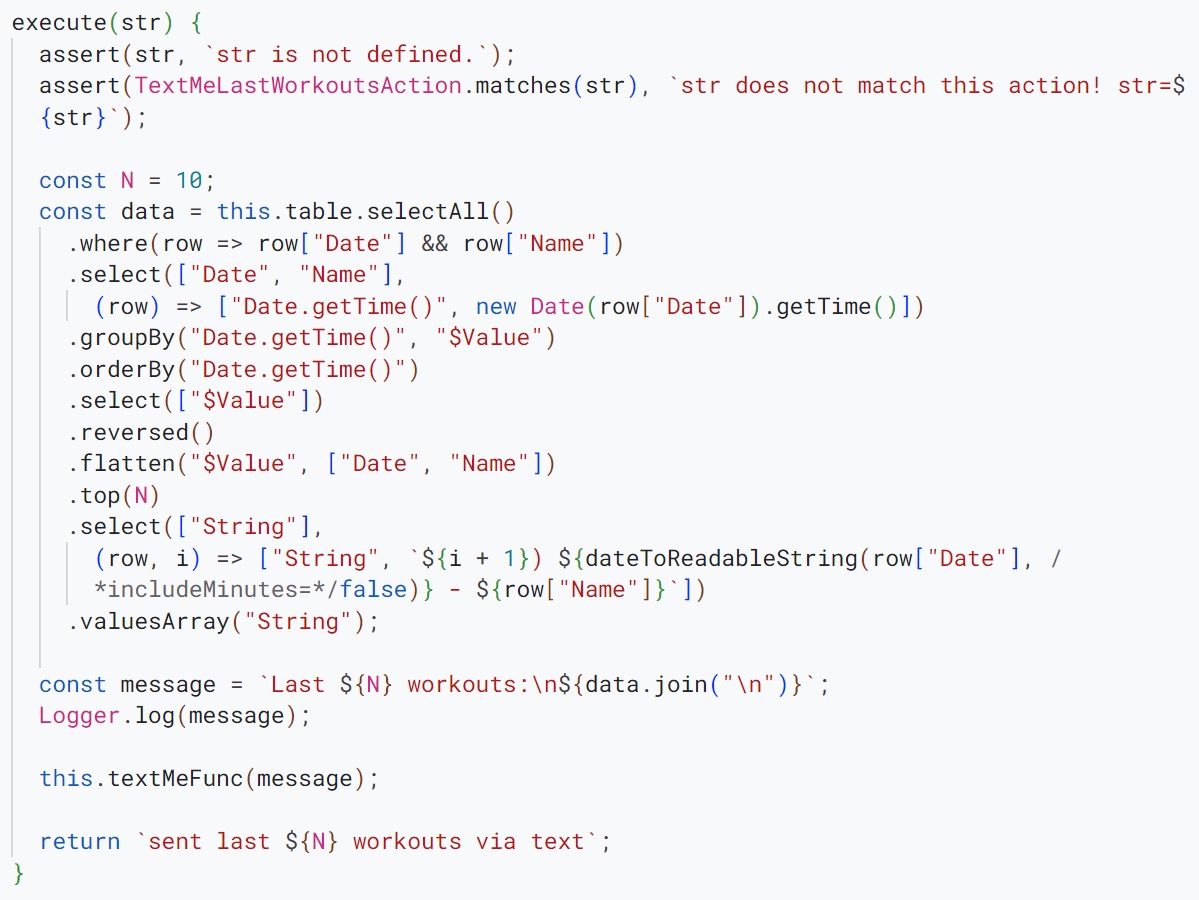 execute(str) {
  assert(str, `str is not defined.`);
  assert(TextMeLastWorkoutsAction.matches(str), `str does not match this action! str=$
  {str}`);

  const N = 10;
  const data = this.table.selectAll()
    .where(row => row["Date"] && row["Name"])
    .select(["Date", "Name"],
      (row) => ["Date.getTime()", new Date(row["Date"]).getTime()])
    .groupBy("Date.getTime()", "$Value")
    .orderBy("Date.getTime()")
    .select(["$Value"])
    .reversed()
    .flatten("$Value", ["Date", "Name"])
    .top(N)
    .select(["String"],
      (row, i) => ["String", `${i + 1}) ${dateToReadableString(row["Date"], /
      *includeMinutes=*/false)} - ${row["Name"]}`])
    .valuesArray("String");

  const message = `Last ${N} workouts:\n${data.join("\n")}`;
  Logger.log(message);

  this.textMeFunc(message);

  return `sent last ${N} workouts via text`;
}